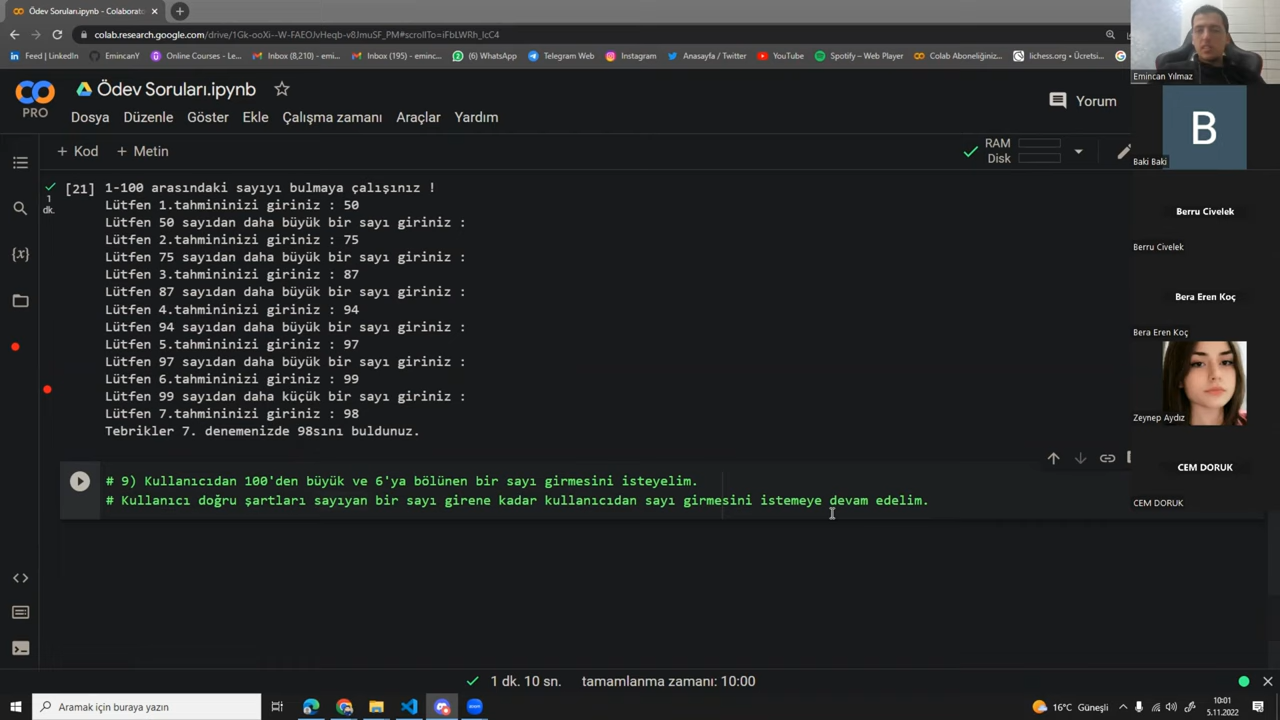 Ödev Soruları.ipynb - Colaborato
colab.research.google.com/drive/1Gk-ooXi--W-FAEOJvHeqb-v8JmuSF_PM#scrollTo=iFbLWRh_lcC4
Feed | LinkedIn
EmincanY
Online Courses - Le...
Inbox (8,210) - emi...
Inbox (195) - eminc...
(6) WhatsApp
Telegram Web
Instagram
Anasayfa / Twitter
YouTube
Spotify – Web Player
Colab Aboneliğiniz...
lichess.org • Ücretsi...
Emincan Yılmaz
PRO
Ödev Soruları.ipynb
Dosya Düzenle Göster Ekle Çalışma zamanı Araçlar Yardım
Yorum
+ Kod + Metin
RAM
Disk
B
Baki Baki
1
dk.
[21] 1-100 arasındaki sayıyı bulmaya çalışınız !
Lütfen 1.tahmininizi giriniz : 50
Lütfen 50 sayıdan daha büyük bir sayı giriniz :
Lütfen 2.tahmininizi giriniz : 75
Lütfen 75 sayıdan daha büyük bir sayı giriniz :
Lütfen 3.tahmininizi giriniz : 87
Lütfen 87 sayıdan daha büyük bir sayı giriniz :
Lütfen 4.tahmininizi giriniz : 94
Lütfen 94 sayıdan daha büyük bir sayı giriniz :
Lütfen 5.tahmininizi giriniz : 97
Lütfen 97 sayıdan daha büyük bir sayı giriniz :
Lütfen 6.tahmininizi giriniz : 99
Lütfen 99 sayıdan daha küçük bir sayı giriniz :
Lütfen 7.tahmininizi giriniz : 98
Tebrikler 7. denemenizde 98sını buldunuz.
Berru Civelek
Berru Civelek
Bera Eren Koç
Bera Eren Koç
Zeynep Aydız
CEM DORUK
CEM DORUK
# 9) Kullanıcıdan 100'den büyük ve 6'ya bölünen bir sayı girmesini isteyelim.
# Kullanıcı doğru şartları sayıyan bir sayı girene kadar kullanıcıdan sayı girmesini istemeye devam edelim.
1 dk. 10 sn. tamamlanma zamanı: 10:00
Aramak için buraya yazın
16°C Güneşli
10:01
5.11.2022